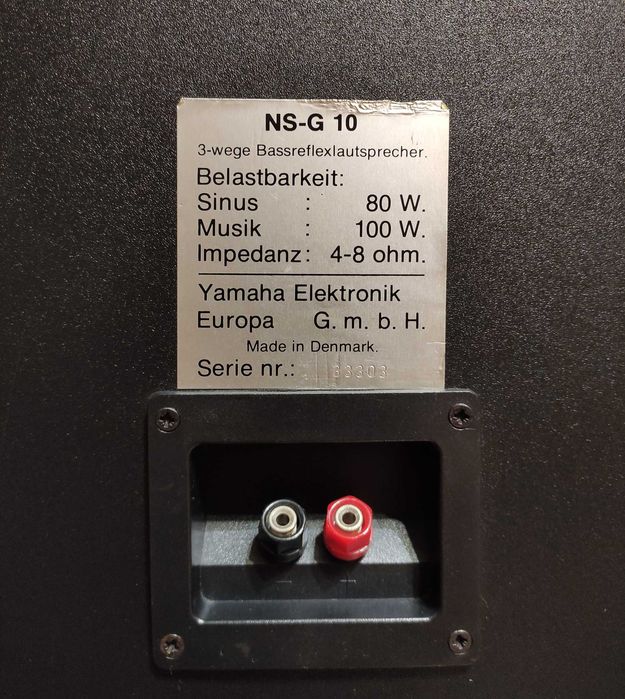 NS-G 10
3-wege Bassreflexlautsprecher.
Belastbarkeit:
Sinus : 80 W.
Musik : 100 W.
Impedanz: 4-8 ohm.
Yamaha Elektronik
Europa G. m. b. H.
Made in Denmark.
Serie nr.: